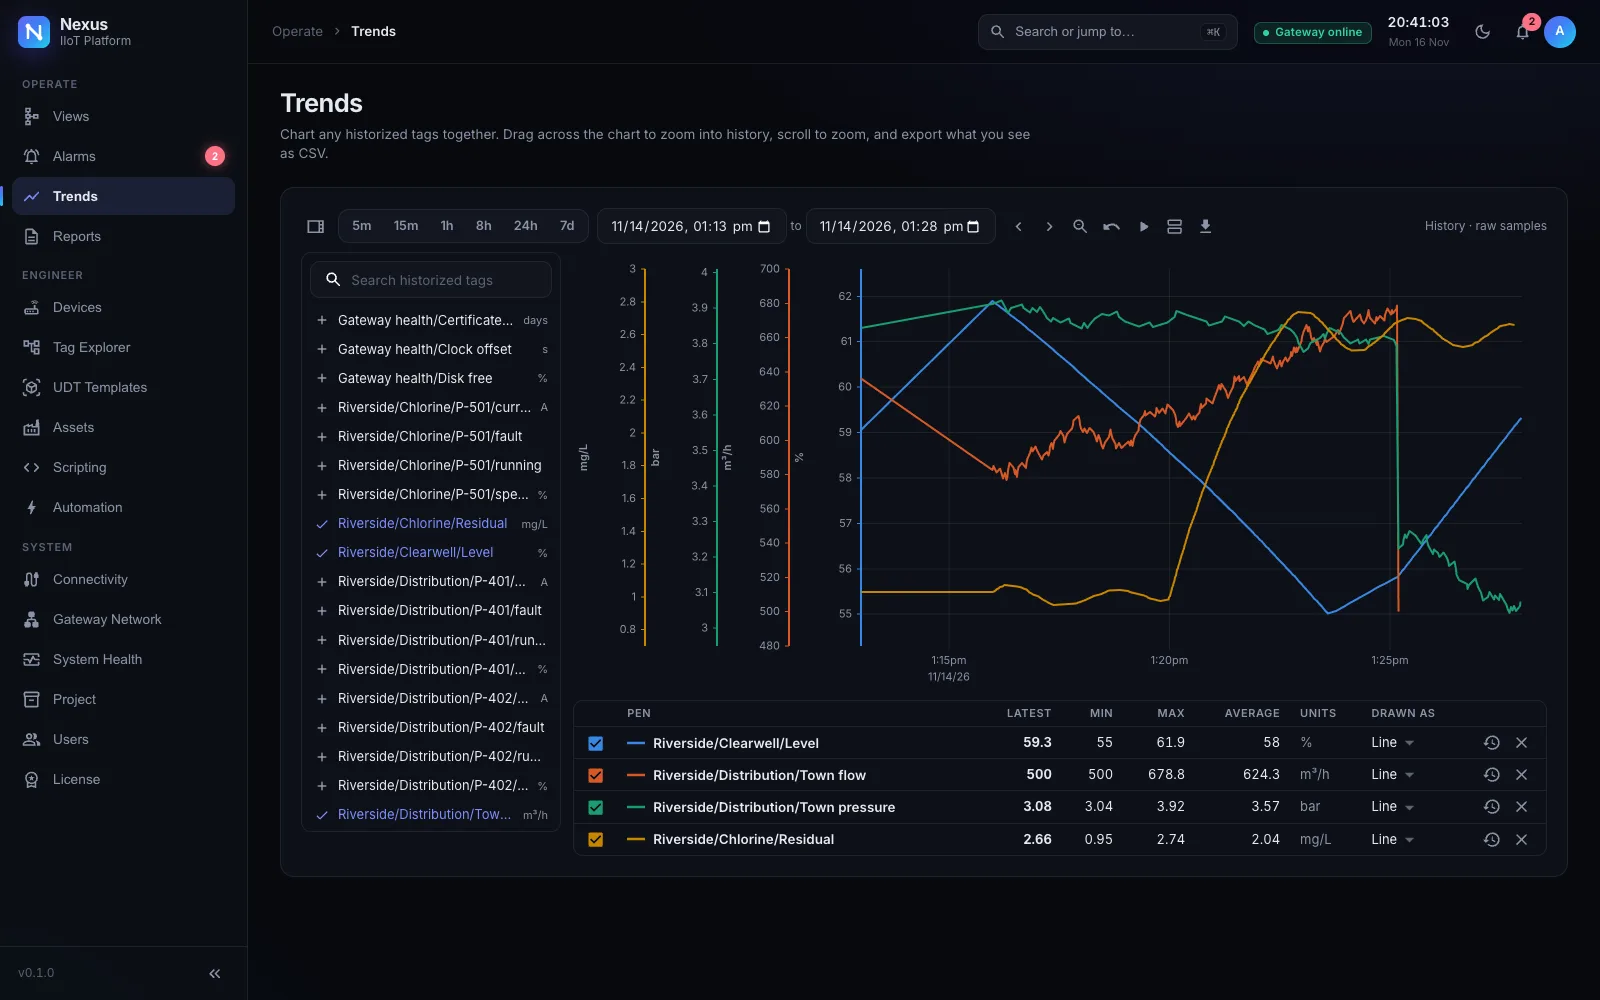 Nexus
IIoT Platform
OPERATE
Views
Alarms
2
Trends
Reports
ENGINEER
Devices
Tag Explorer
UDT Templates
Assets
Scripting
Automation
SYSTEM
Connectivity
Gateway Network
System Health
Project
Users
License
v0.1.0
Operate
Trends
Search or jump to…
⌘K
Gateway online
20:41:03
Mon 16 Nov
2
A
Trends
Chart any historized tags together. Drag across the chart to zoom into history, scroll to zoom, and export what you see
as CSV.
5m 15m 1h 8h 24h 7d
11/14/2026, 01:13 pm
to
11/14/2026, 01:28 pm
History · raw samples
Search historized tags
Gateway health/Certificate... days
Gateway health/Clock offset s
Gateway health/Disk free %
Riverside/Chlorine/P-501/curr... A
Riverside/Chlorine/P-501/fault
Riverside/Chlorine/P-501/running
Riverside/Chlorine/P-501/spe... %
Riverside/Chlorine/Residual mg/L
Riverside/Clearwell/Level %
Riverside/Distribution/P-401/... A
Riverside/Distribution/P-401/fault
Riverside/Distribution/P-401/run...
Riverside/Distribution/P-401/... %
Riverside/Distribution/P-402/... A
Riverside/Distribution/P-402/fault
Riverside/Distribution/P-402/ru...
Riverside/Distribution/P-402/... %
Riverside/Distribution/Tow... m³/h
mg/L
3
2.8
2.6
2.4
2.2
2
1.8
1.6
1.4
1.2
1
0.8
bar
4
3.9
3.8
3.7
3.6
3.5
3.4
3.3
3.2
3.1
3
m³/h
700
680
660
640
620
600
580
560
540
520
500
480
%
62
61
60
59
58
57
56
55
1:15pm
11/14/26
1:20pm
1:25pm
PEN LATEST MIN MAX AVERAGE UNITS DRAWN AS
Riverside/Clearwell/Level 59.3 55 61.9 58 % Line
Riverside/Distribution/Town flow 500 500 678.8 624.3 m³/h Line
Riverside/Distribution/Town pressure 3.08 3.04 3.92 3.57 bar Line
Riverside/Chlorine/Residual 2.66 0.95 2.74 2.04 mg/L Line